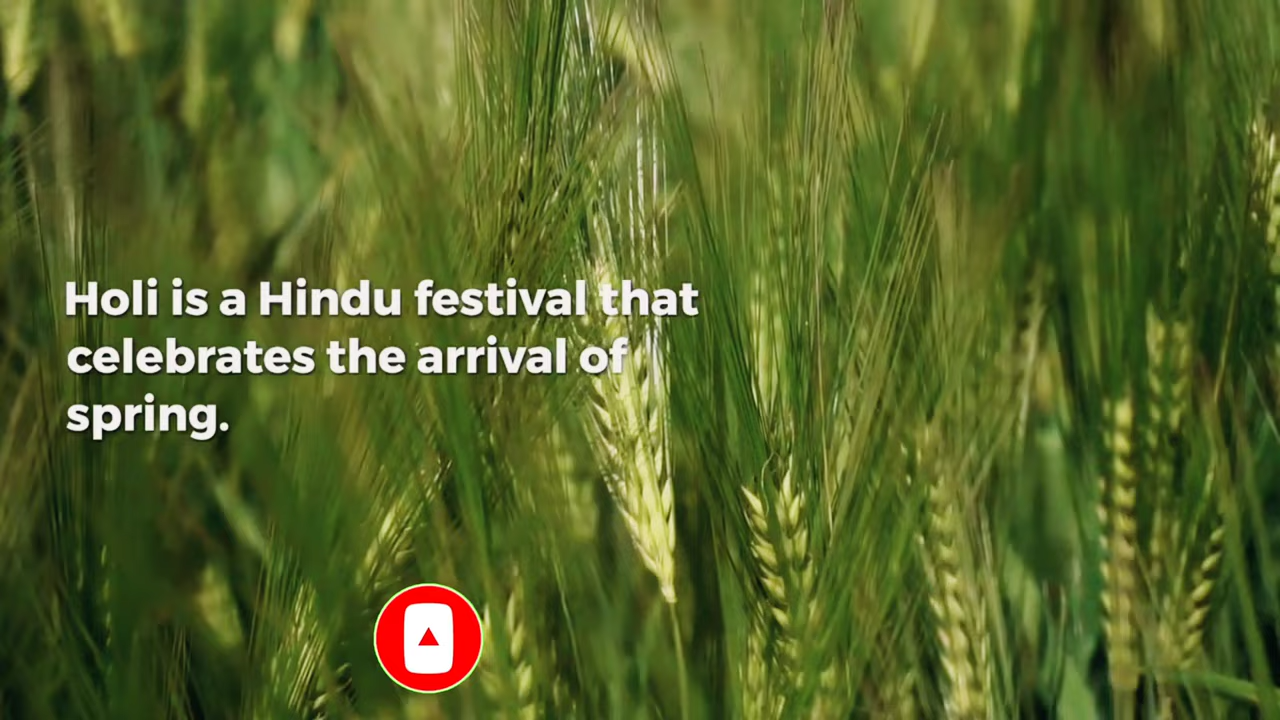 Holi is a Hindu festival that
celebrates the arrival of
spring.